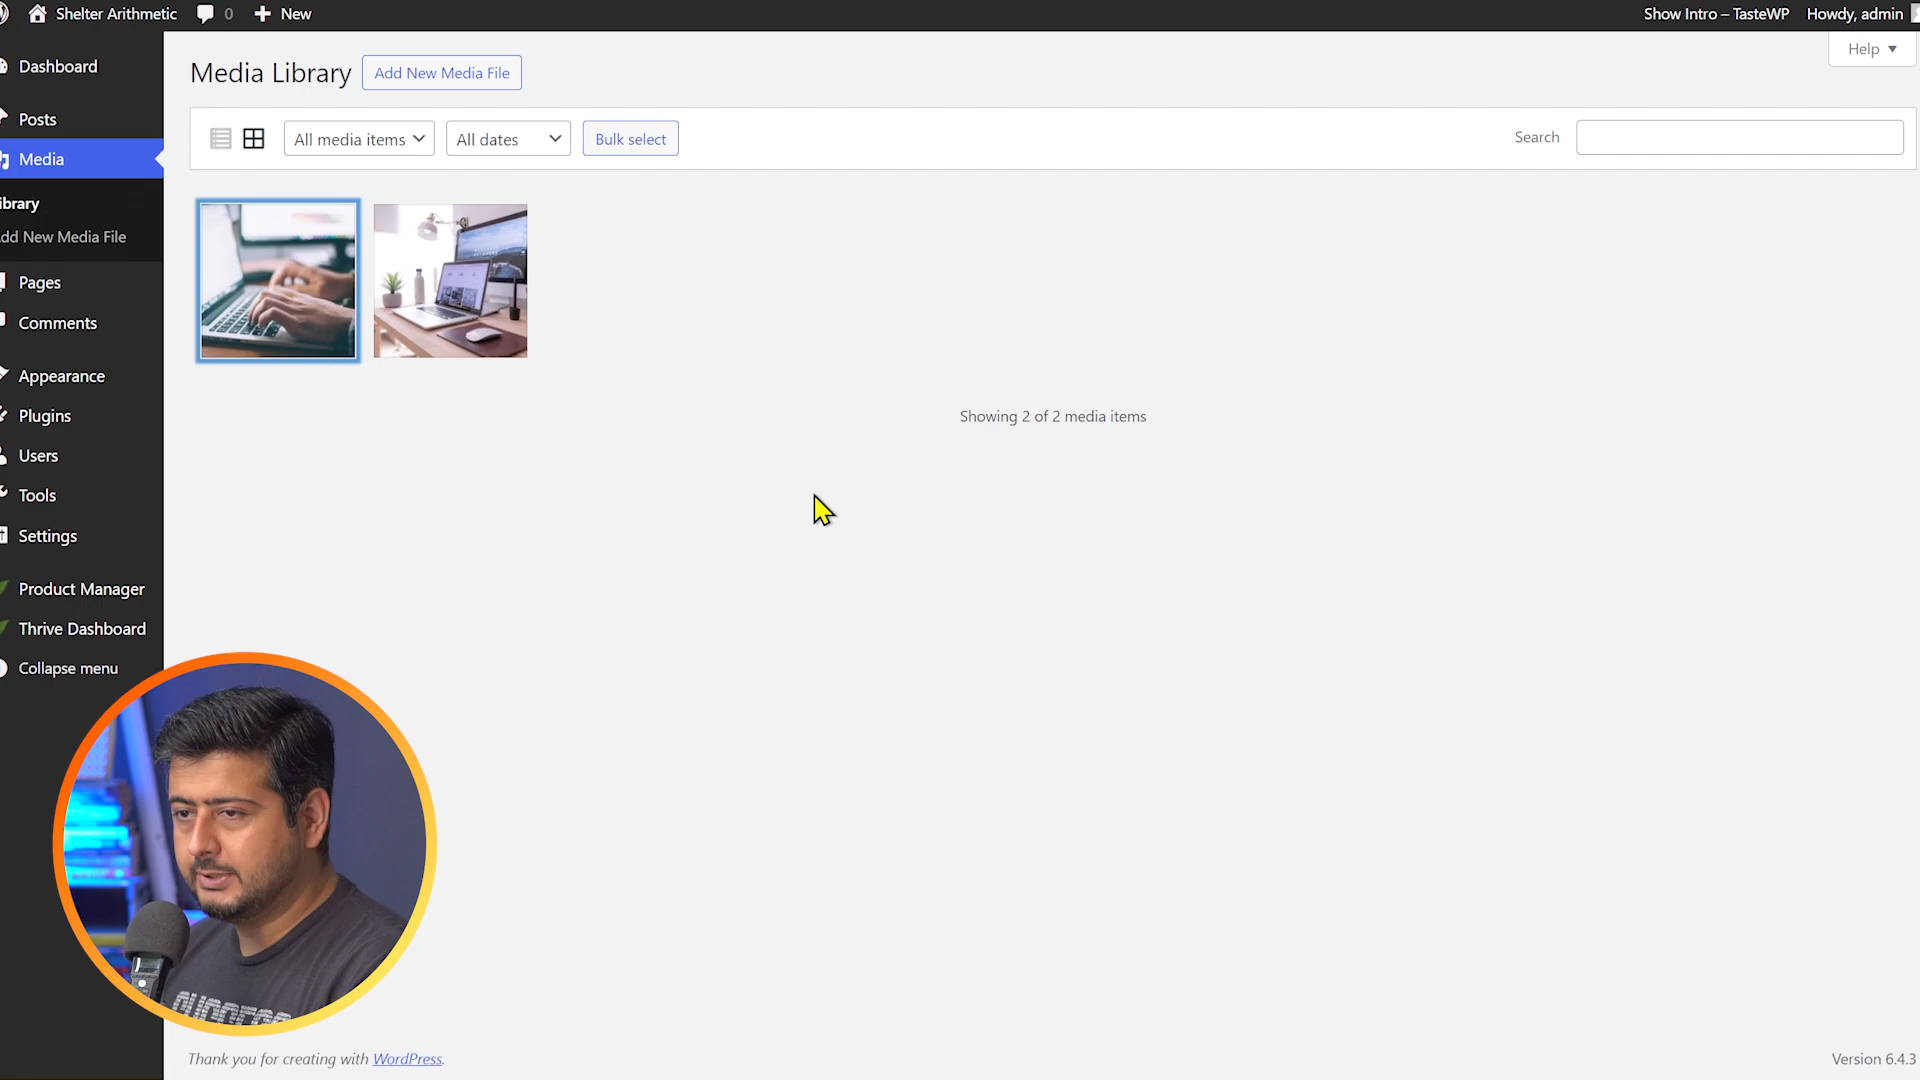 Shelter Arithmetic 0 New Show Intro – TasteWP Howdy, admin
Help
Dashboard
Posts
Media
ibrary
dd New Media File
Pages
Comments
Appearance
Plugins
Users
Tools
Settings
Product Manager
Thrive Dashboard
Collapse menu
Media Library Add New Media File
All media items All dates Bulk select Search
Showing 2 of 2 media items
Thank you for creating with WordPress. Version 6.4.3